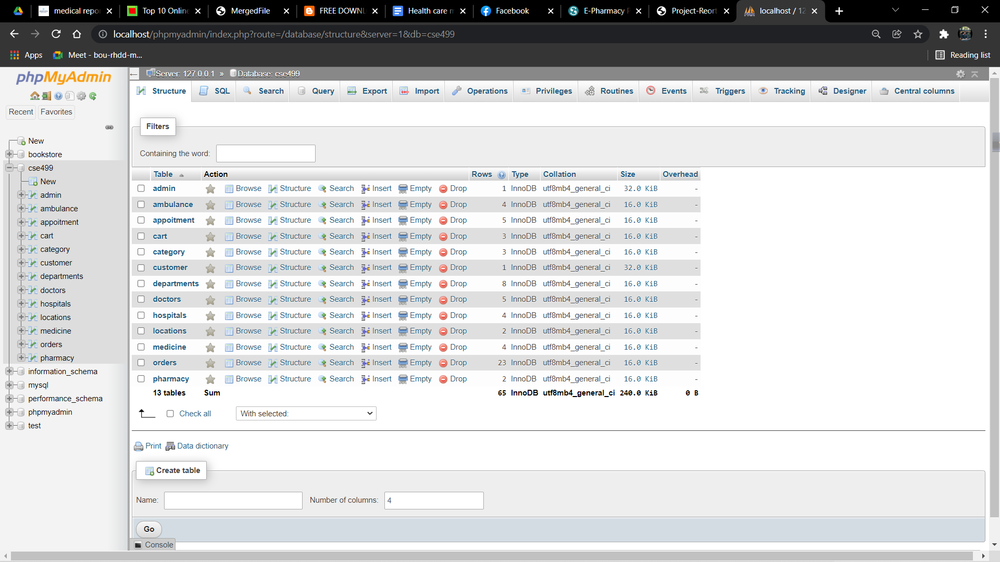 medical repor
Top 10 Online
MergedFile
FREE DOWNL
Health care m
Facebook
E-Pharmacy P
Project-Reort
localhost / 12
localhost/phpmyadmin/index.php?route=/database/structure&server=1&db=cse499
Apps Meet - bou-rhdd-m... Reading list
phpMyAdmin
Recent Favorites
New
bookstore
cse499
New
admin
ambulance
appoitment
cart
category
customer
departments
doctors
hospitals
locations
medicine
orders
pharmacy
information_schema
mysql
performance_schema
phpmyadmin
test
Server: 127.0.0.1 » Database: cse499
Structure SQL Search Query Export Import Operations Privileges Routines Events Triggers Tracking Designer Central columns
Filters
Containing the word:
Table Action Rows Type Collation Size Overhead
admin Browse Structure Search Insert Empty Drop 1 InnoDB utf8mb4_general_ci 32.0 KiB -
ambulance Browse Structure Search Insert Empty Drop 4 InnoDB utf8mb4_general_ci 16.0 KiB -
appoitment Browse Structure Search Insert Empty Drop 5 InnoDB utf8mb4_general_ci 16.0 KiB -
cart Browse Structure Search Insert Empty Drop 3 InnoDB utf8mb4_general_ci 16.0 KiB -
category Browse Structure Search Insert Empty Drop 3 InnoDB utf8mb4_general_ci 16.0 KiB -
customer Browse Structure Search Insert Empty Drop 1 InnoDB utf8mb4_general_ci 32.0 KiB -
departments Browse Structure Search Insert Empty Drop 8 InnoDB utf8mb4_general_ci 16.0 KiB -
doctors Browse Structure Search Insert Empty Drop 5 InnoDB utf8mb4_general_ci 16.0 KiB -
hospitals Browse Structure Search Insert Empty Drop 4 InnoDB utf8mb4_general_ci 16.0 KiB -
locations Browse Structure Search Insert Empty Drop 2 InnoDB utf8mb4_general_ci 16.0 KiB -
medicine Browse Structure Search Insert Empty Drop 4 InnoDB utf8mb4_general_ci 16.0 KiB -
orders Browse Structure Search Insert Empty Drop 23 InnoDB utf8mb4_general_ci 16.0 KiB -
pharmacy Browse Structure Search Insert Empty Drop 2 InnoDB utf8mb4_general_ci 16.0 KiB -
13 tables Sum 65 InnoDB utf8mb4_general_ci 240.0 KiB 0 B
Check all With selected:
Print Data dictionary
Create table
Name: Number of columns: 4
Go
Console